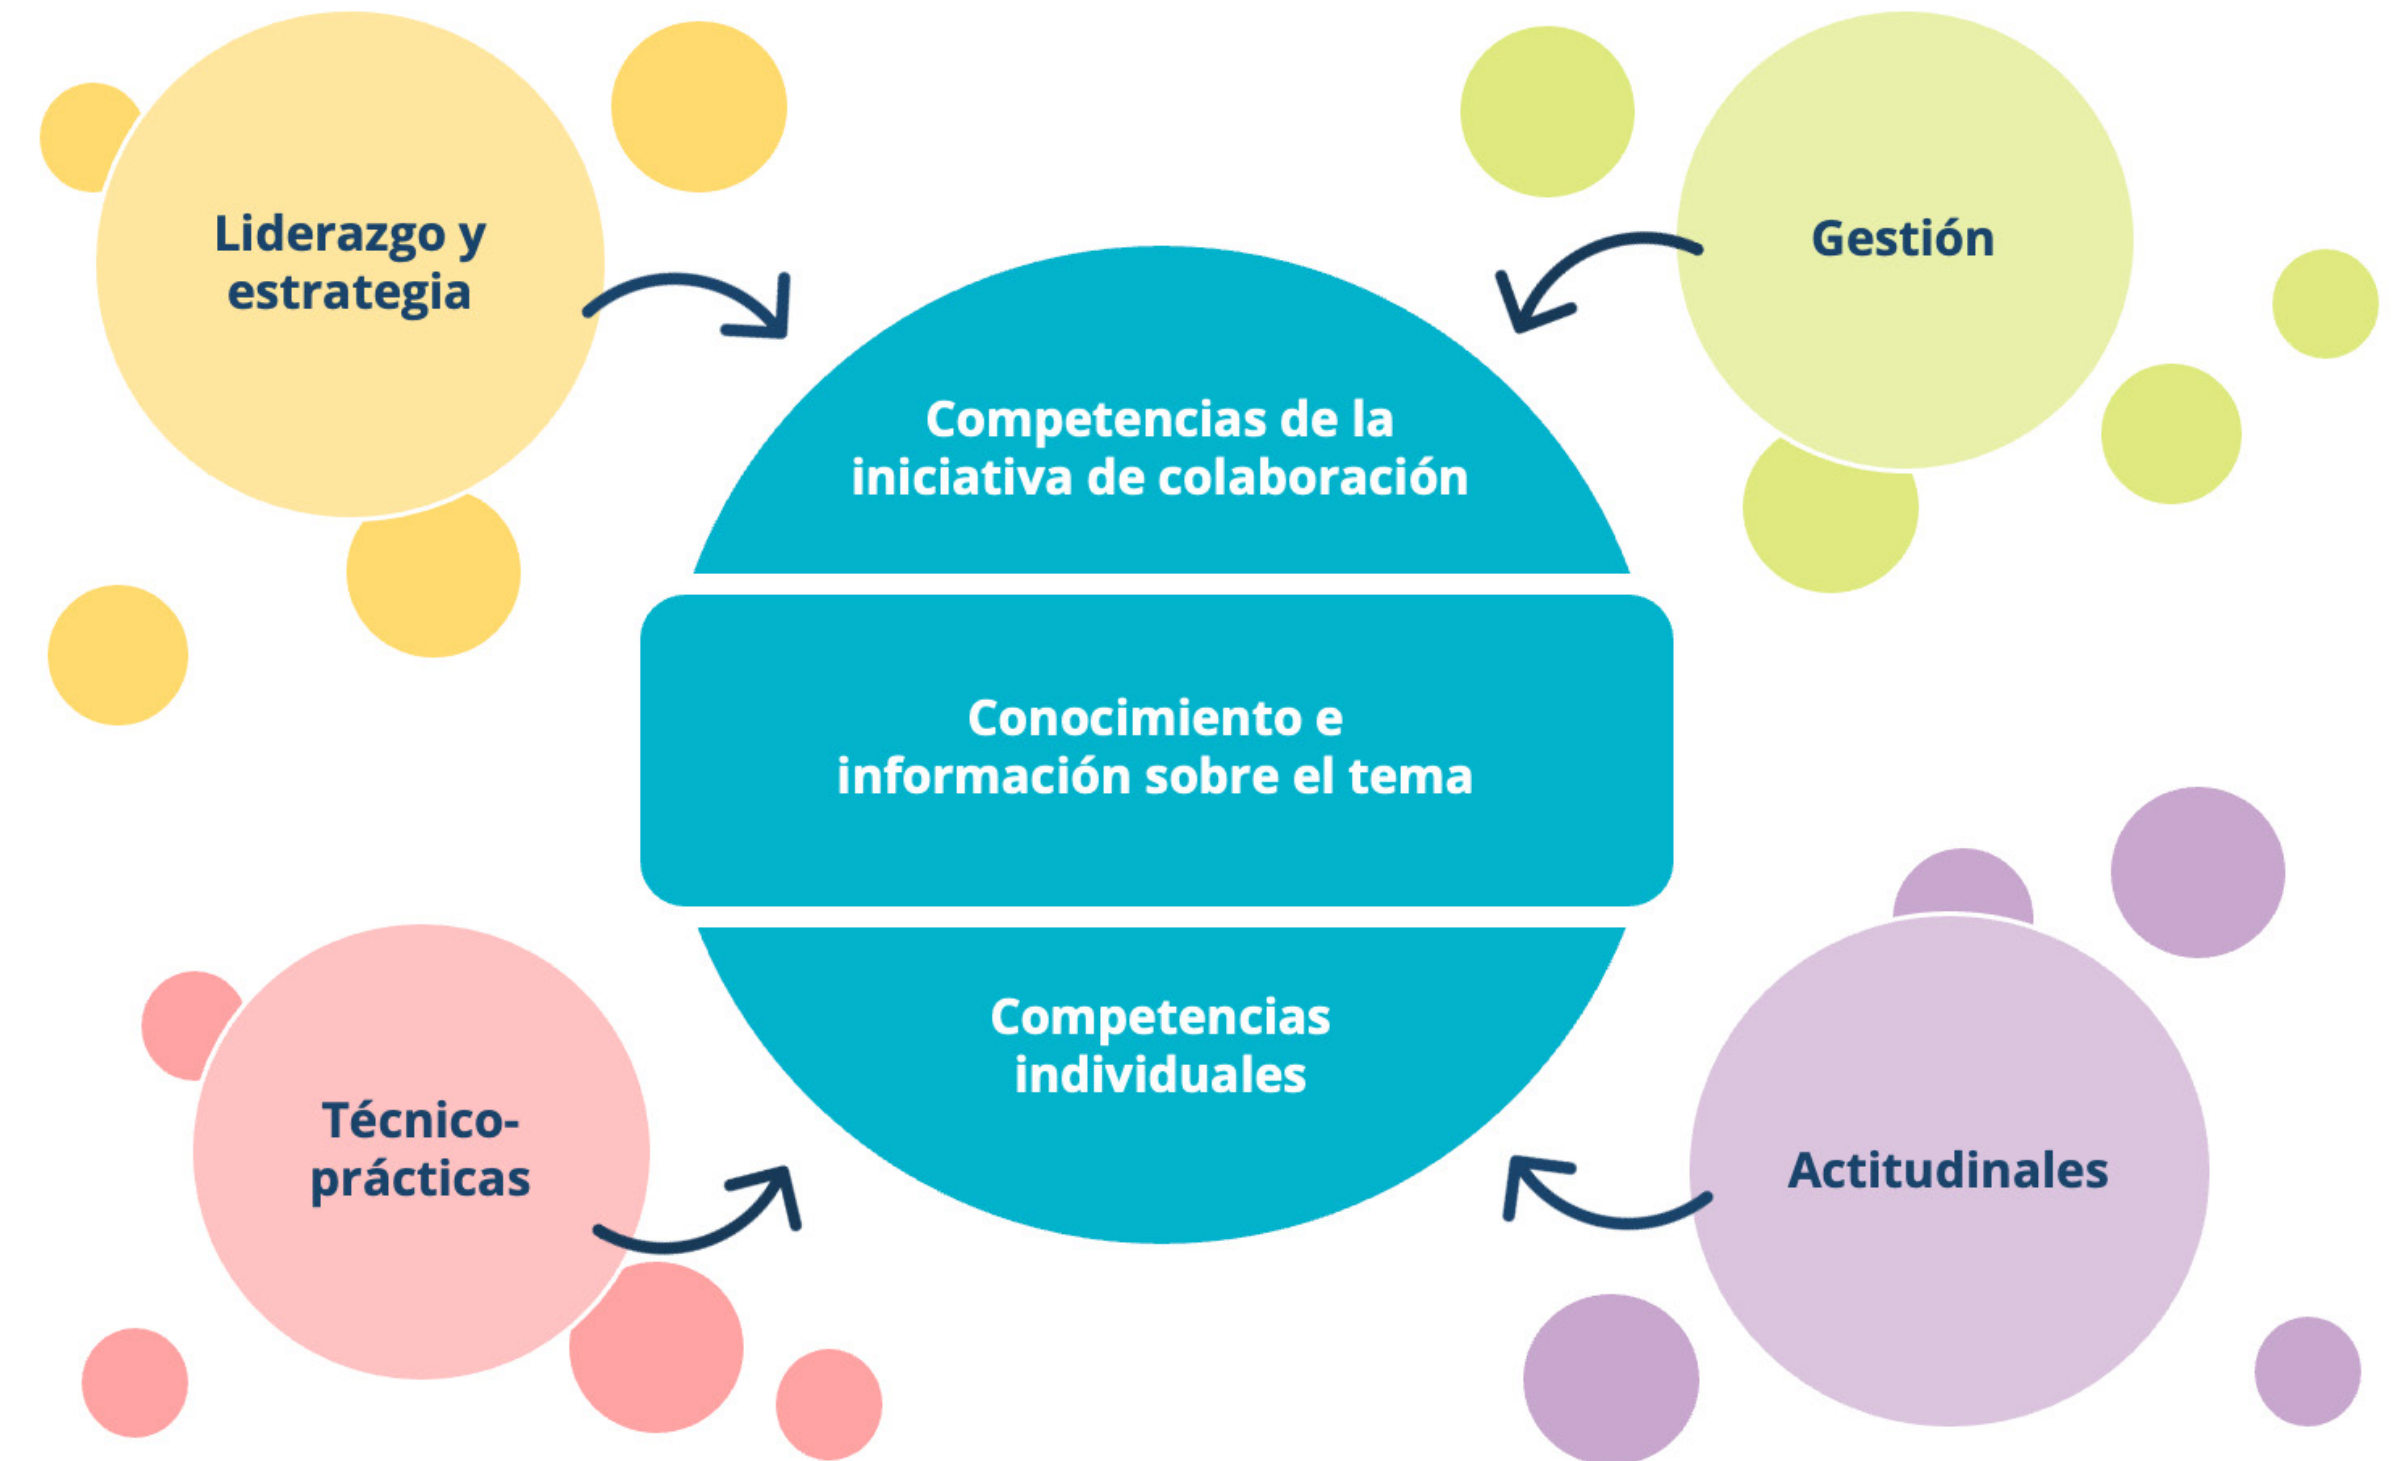 Liderazgo y
estrategia
Gestión
Competencias de la
iniciativa de colaboración
Conocimiento e
información sobre el tema
Competencias
individuales
Técnico-
prácticas
Actitudinales